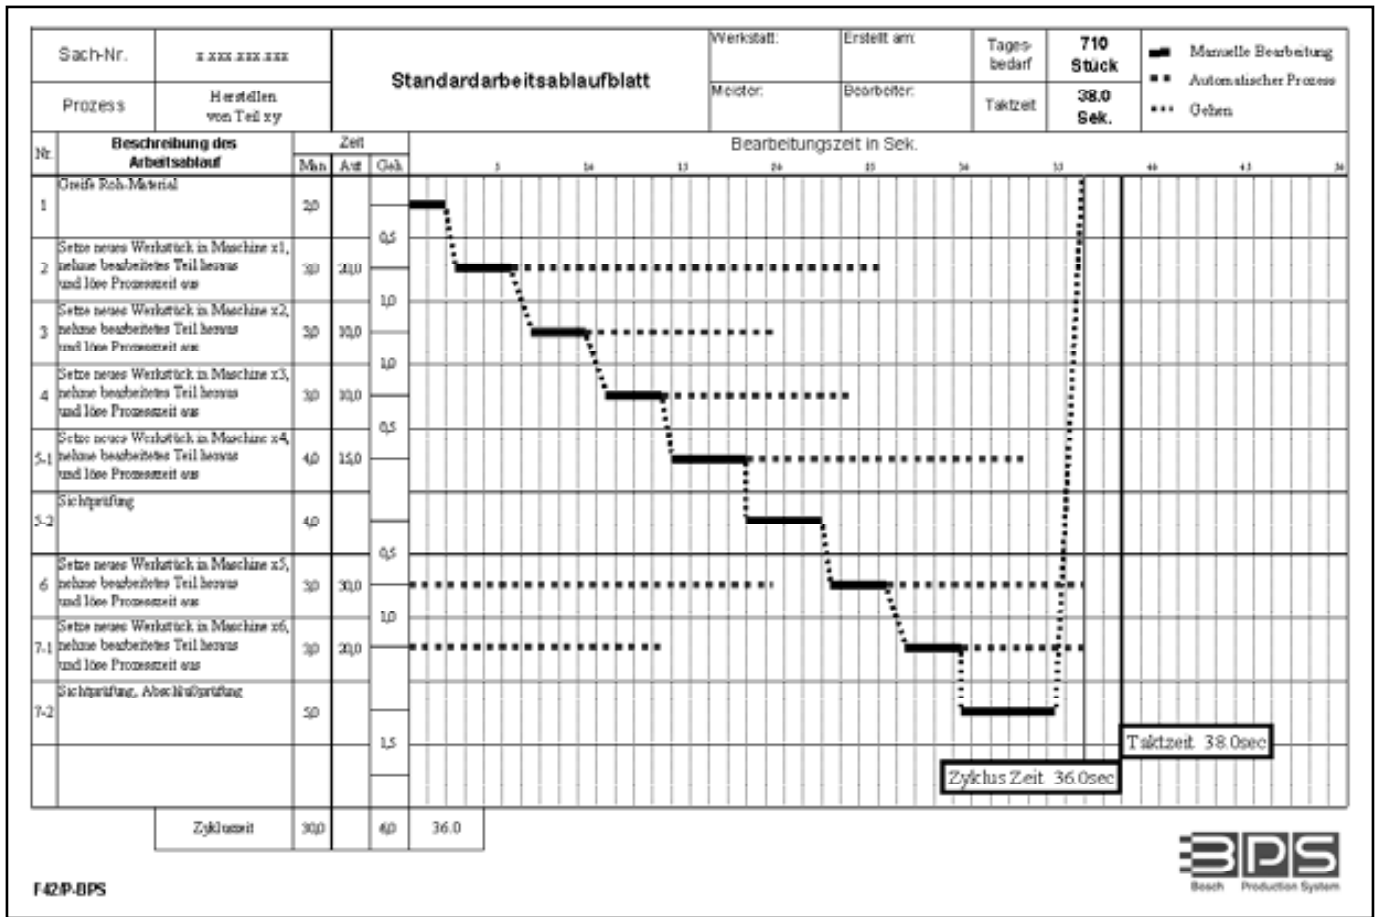 Sach-Nr.
x.xxx.xxx.xxx
Standardarbeitsablaufblatt
Werkstatt:
Erstellt am:
Tages-
bedarf
710
Stück
Manuelle Bearbeitung
Automatischer Prozess
Gehen
Prozess
Herstellen
von Teil xy
Meister:
Bearbeiter:
Taktzeit
38.0
Sek.
Nr.
Beschreibung des
Arbeitsablauf
Zeit
Man Aut Geh
Bearbeitungszeit in Sek.
1
Greife Roh-Material
2,0
0,5
2
Setze neues Werkstück in Maschine x1,
nehme bearbeitetes Teil heraus
und löse Prozesszeit aus
3,0 20,0
1,0
3
Setze neues Werkstück in Maschine x2,
nehme bearbeitetes Teil heraus
und löse Prozesszeit aus
3,0 10,0
1,0
4
Setze neues Werkstück in Maschine x3,
nehme bearbeitetes Teil heraus
und löse Prozesszeit aus
3,0 10,0
0,5
5-1
Setze neues Werkstück in Maschine x4,
nehme bearbeitetes Teil heraus
und löse Prozesszeit aus
4,0 15,0
5-2
Sichtprüfung
4,0
0,5
6
Setze neues Werkstück in Maschine x5,
nehme bearbeitetes Teil heraus
und löse Prozesszeit aus
3,0 30,0
1,0
7-1
Setze neues Werkstück in Maschine x6,
nehme bearbeitetes Teil heraus
und löse Prozesszeit aus
3,0 20,0
7-2
Sichtprüfung, Abschlußprüfung
5,0
1,5
Taktzeit 38.0sec
Zyklus Zeit 36.0sec
Zykluszeit 30,0 6,0 36.0
BPS
Bosch Production System
F42/P-BPS